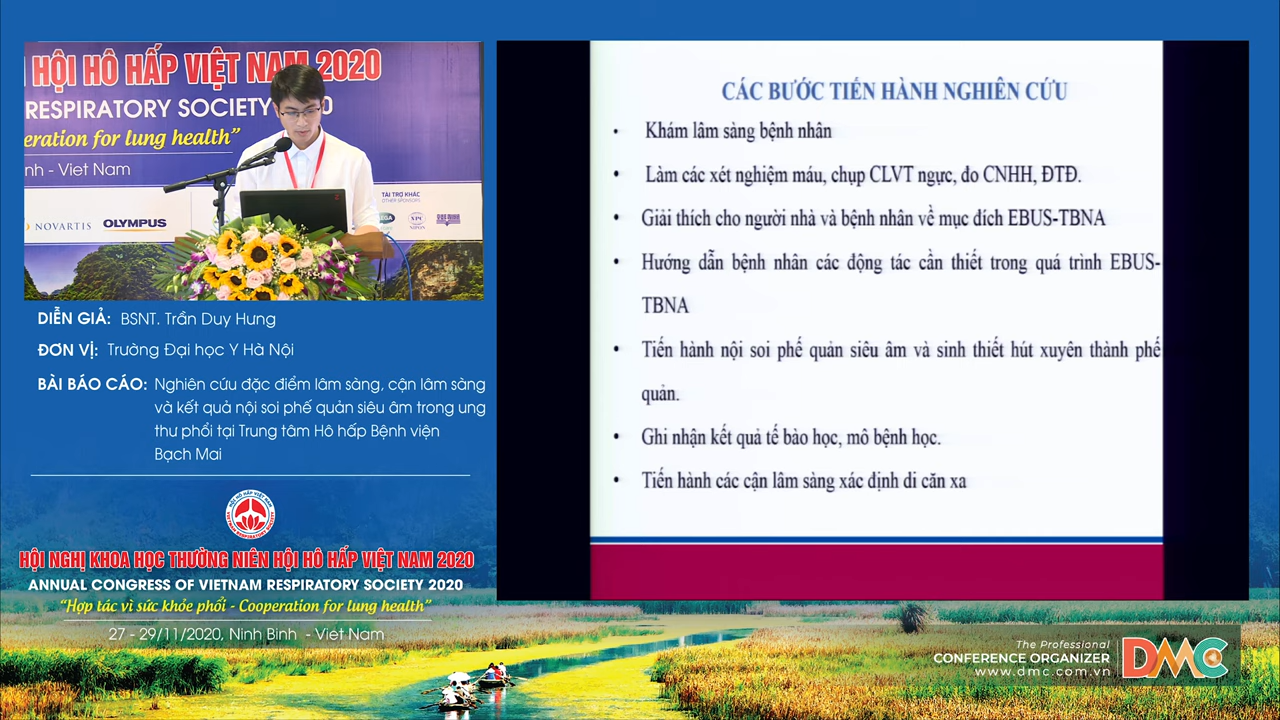 HỘI HÔ HẤP VIỆT NAM 2020
RESPIRATORY SOCIETY 2020
eration for lung health”
nh - Viet Nam
NOVARTIS
OLYMPUS
TÀI TRỢ KHÁC
OTHER SPONSORS
DIỄN GIẢ: BSNT. Trần Duy Hưng
ĐƠN VỊ: Trường Đại học Y Hà Nội
BÀI BÁO CÁO: Nghiên cứu đặc điểm lâm sàng, cận lâm sàng
và kết quả nội soi phế quản siêu âm trong ung
thư phổi tại Trung tâm Hô hấp Bệnh viện
Bạch Mai
HỘI HÔ HẤP VIỆT NAM
VIETNAM RESPIRATORY SOCIETY
HỘI NGHỊ KHOA HỌC THƯỜNG NIÊN HỘI HÔ HẤP VIỆT NAM 2020
ANNUAL CONGRESS OF VIETNAM RESPIRATORY SOCIETY 2020
“Hợp tác vì sức khỏe phổi - Cooperation for lung health”
27 - 29/11/2020, Ninh Binh - Viet Nam
CÁC BƯỚC TIẾN HÀNH NGHIÊN CỨU
• Khám lâm sàng bệnh nhân
• Làm các xét nghiệm máu, chụp CLVT ngực, đo CNHH, ĐTĐ.
• Giải thích cho người nhà và bệnh nhân về mục đích EBUS-TBNA
• Hướng dẫn bệnh nhân các động tác cần thiết trong quá trình EBUS-
TBNA
• Tiến hành nội soi phế quản siêu âm và sinh thiết hút xuyên thành phế
quản.
• Ghi nhận kết quả tế bào học, mô bệnh học.
• Tiến hành các cận lâm sàng xác định di căn xa
The Professional
CONFERENCE ORGANIZER
www.dmc.com.vn
DMC